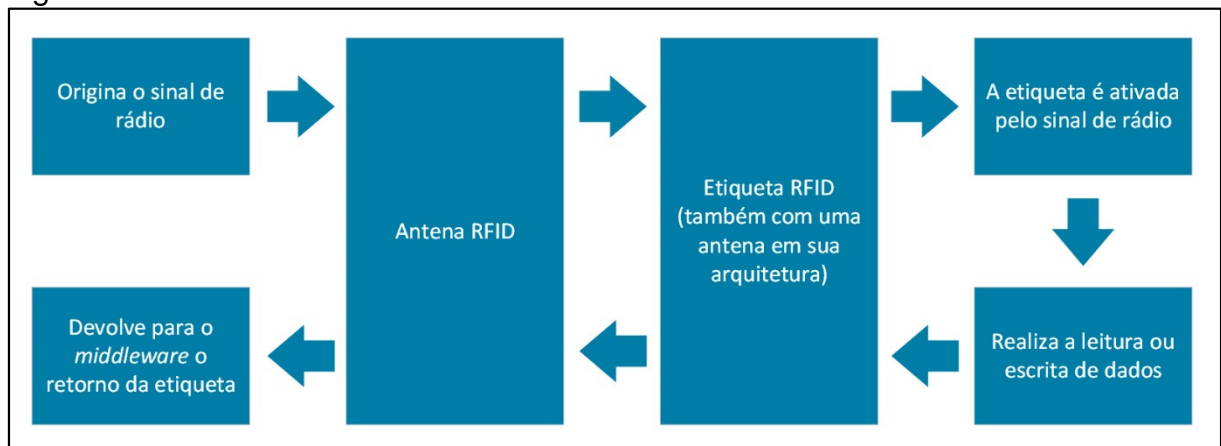 Origina o sinal de
rádio
Antena RFID
Etiqueta RFID
(também com uma
antena em sua
arquitetura)
A etiqueta é ativada
pelo sinal de rádio
Realiza a leitura ou
escrita de dados
Devolve para o
middleware o
retorno da etiqueta